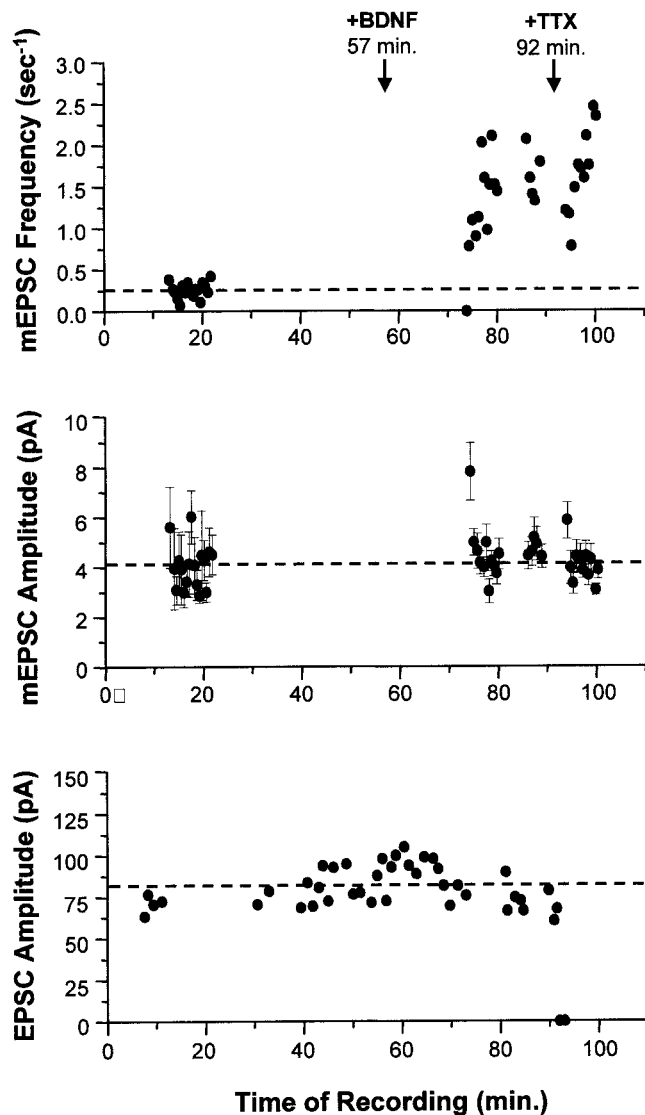 +BDNF +TTX
57 min. 92 min.
mEPSC Frequency (sec⁻¹)
3.0
2.5
2.0
1.5
1.0
0.5
0.0
0 20 40 60 80 100
mEPSC Amplitude (pA)
10
8
6
4
2
0
0□ 20 40 60 80 100
EPSC Amplitude (pA)
150
125
100
75
50
25
0
0 20 40 60 80 100
Time of Recording (min.)